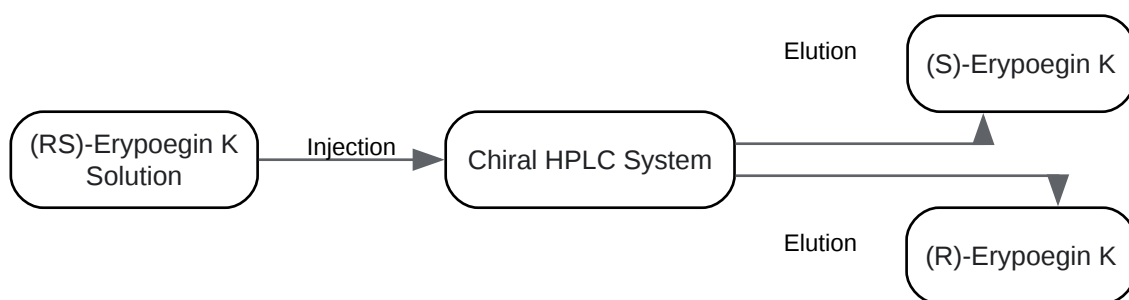 Elution
(S)-Erypoegin K
(RS)-Erypoegin K
Solution
Injection
Chiral HPLC System
Elution
(R)-Erypoegin K